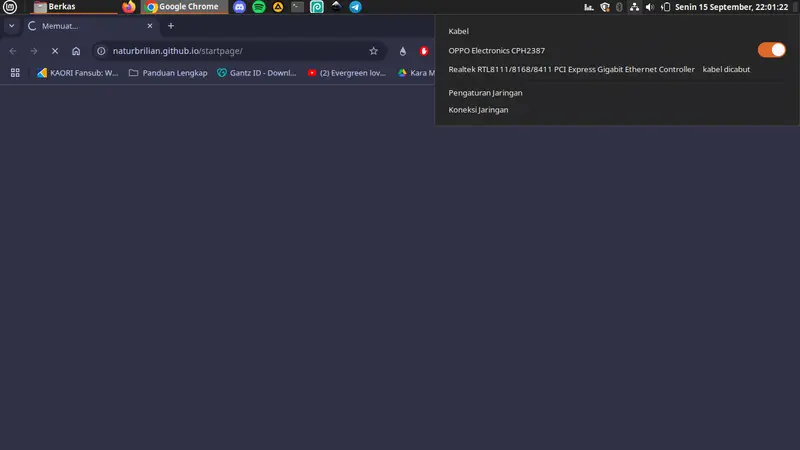 Berkas
Google Chrome
Senin 15 September, 22:01:22
Memuat...
naturbrilian.github.io/startpage/
KAORI Fansub: W...
Panduan Lengkap
Gantz ID - Downl...
(2) Evergreen lov...
Kara M
Kabel
OPPO Electronics CPH2387
Realtek RTL8111/8168/8411 PCI Express Gigabit Ethernet Controller kabel dicabut
Pengaturan Jaringan
Koneksi Jaringan